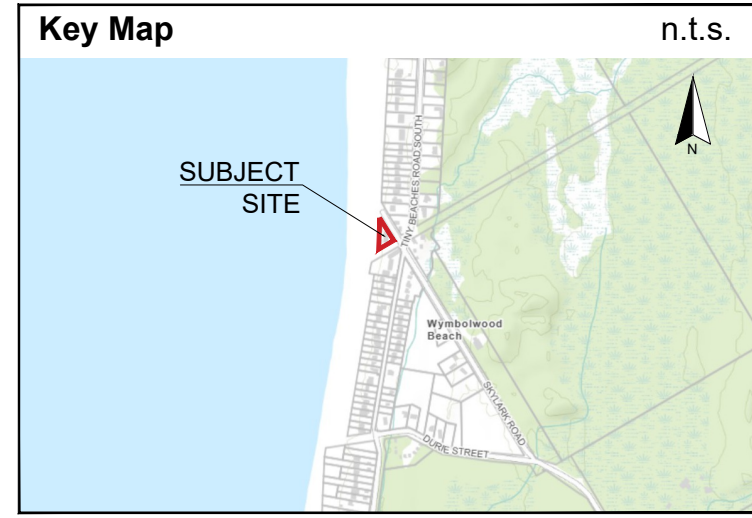 Key Map n.t.s.
N
SUBJECT
SITE
TINY BEACHES ROAD SOUTH
Wymbolwood
Beach
SKYLARK ROAD
DURIE STREET